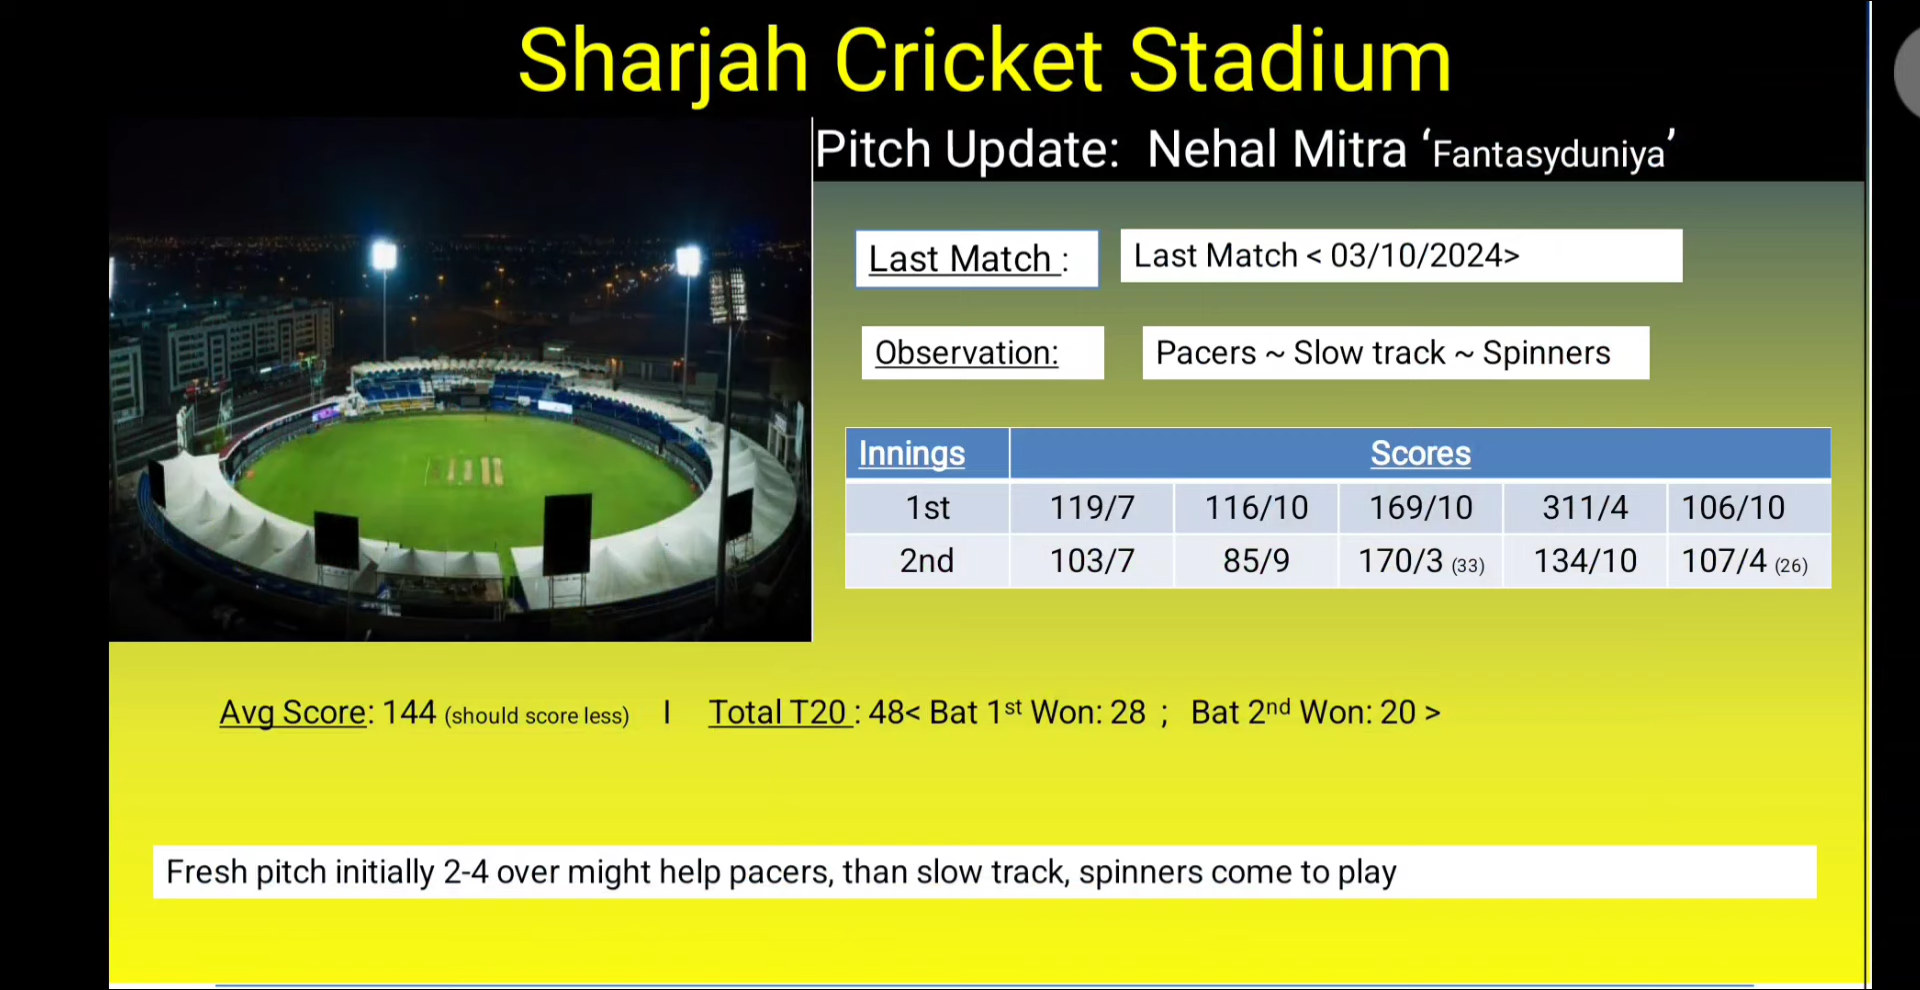 Sharjah Cricket Stadium
Pitch Update: Nehal Mitra ‘Fantasyduniya’
Last Match :
Last Match < 03/10/2024>
Observation:
Pacers ~ Slow track ~ Spinners
Innings Scores
1st 119/7 116/10 169/10 311/4 106/10
2nd 103/7 85/9 170/3 (33) 134/10 107/4 (26)
Avg Score: 144 (should score less) I Total T20 : 48< Bat 1st Won: 28 ; Bat 2nd Won: 20 >
Fresh pitch initially 2-4 over might help pacers, than slow track, spinners come to play